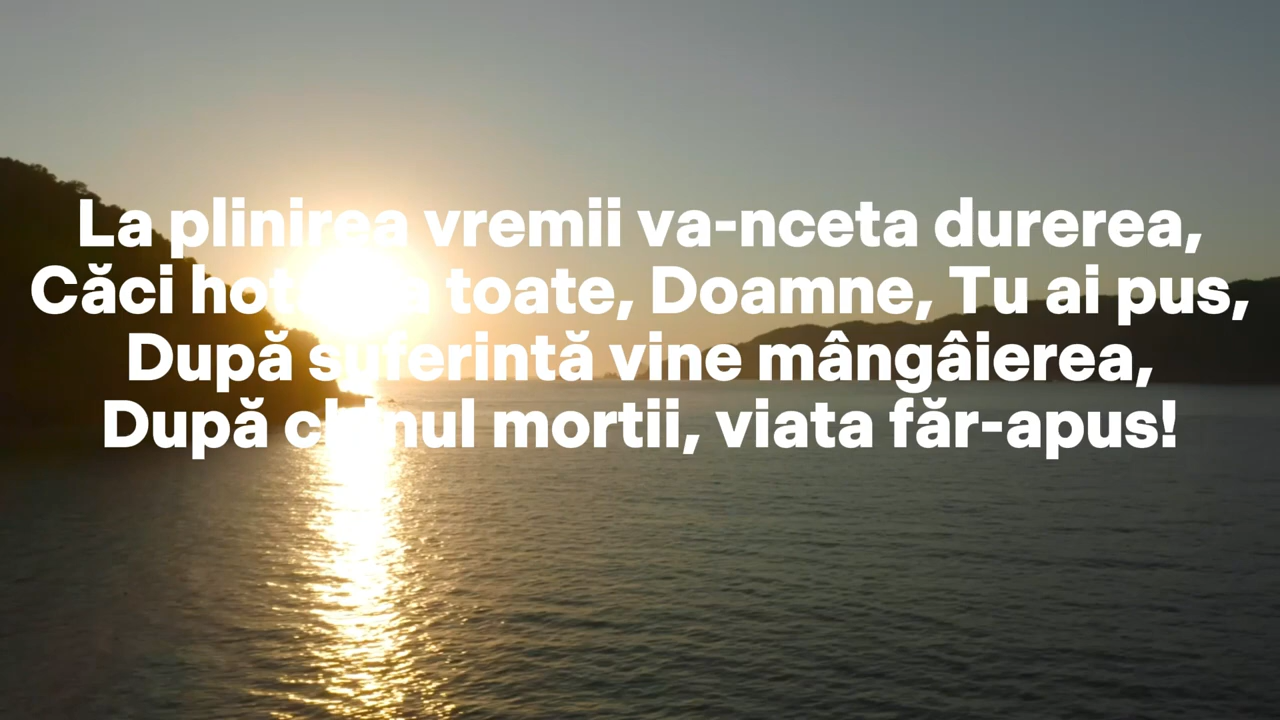 La plinirea vremii va-nceta durerea,
Căci toate, Doamne, Tu ai pus,
După suferintă vine mângâierea,
După chinul mortii, viata făr-apus!